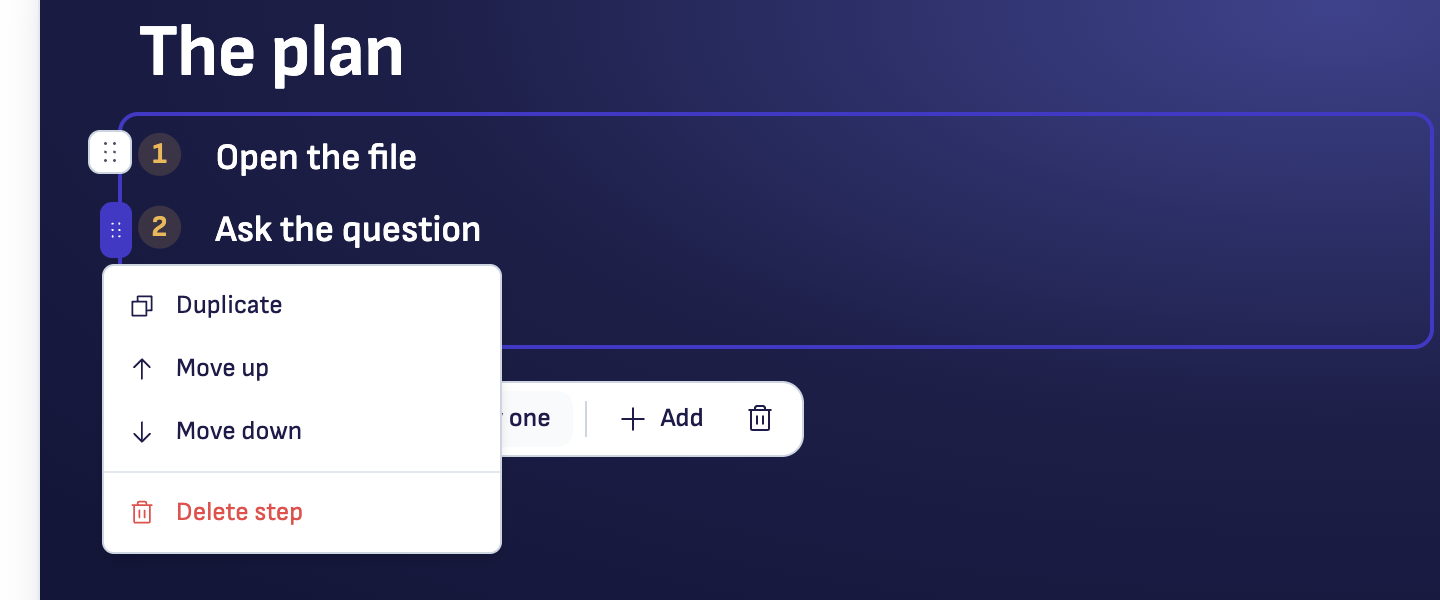 The plan
1 Open the file
2 Ask the question
Duplicate
Move up
Move down
one
Add
Delete step